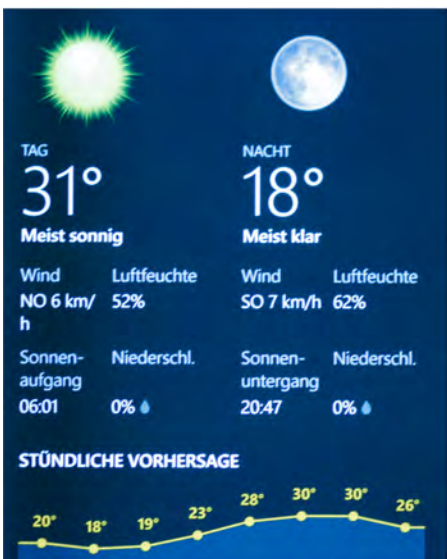 TAG
31°
Meist sonnig
Wind Luftfeuchte
NO 6 km/ 52%
h
Sonnen- Niederschl.
aufgang
06:01 0%
NACHT
18°
Meist klar
Wind Luftfeuchte
SO 7 km/h 62%
Sonnen- Niederschl.
untergang
20:47 0%
STÜNDLICHE VORHERSAGE
20° 18° 19° 23° 28° 30° 30° 26°